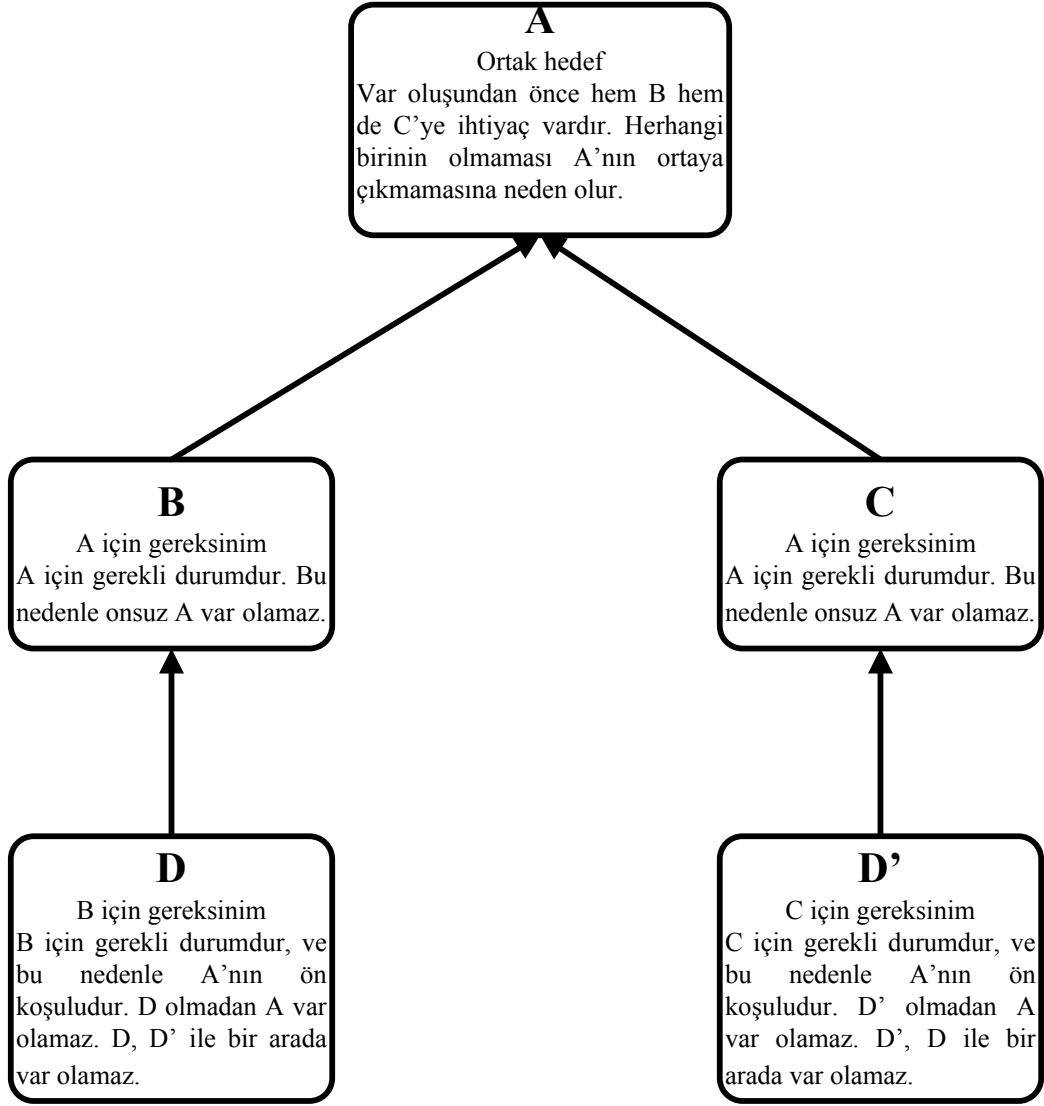 A
Ortak hedef
Var oluşundan önce hem B hem
de C’ye ihtiyaç vardır. Herhangi
birinin olmaması A’nın ortaya
çıkmamasına neden olur.
B
A için gereksinim
A için gerekli durumdur. Bu
nedenle onsuz A var olamaz.
C
A için gereksinim
A için gerekli durumdur. Bu
nedenle onsuz A var olamaz.
D
B için gereksinim
B için gerekli durumdur, ve
bu nedenle A’nın ön
koşuludur. D olmadan A var
olamaz. D, D’ ile bir arada
var olamaz.
D’
C için gereksinim
C için gerekli durumdur, ve
bu nedenle A’nın ön
koşuludur. D’ olmadan A
var olamaz. D’, D ile bir
arada var olamaz.